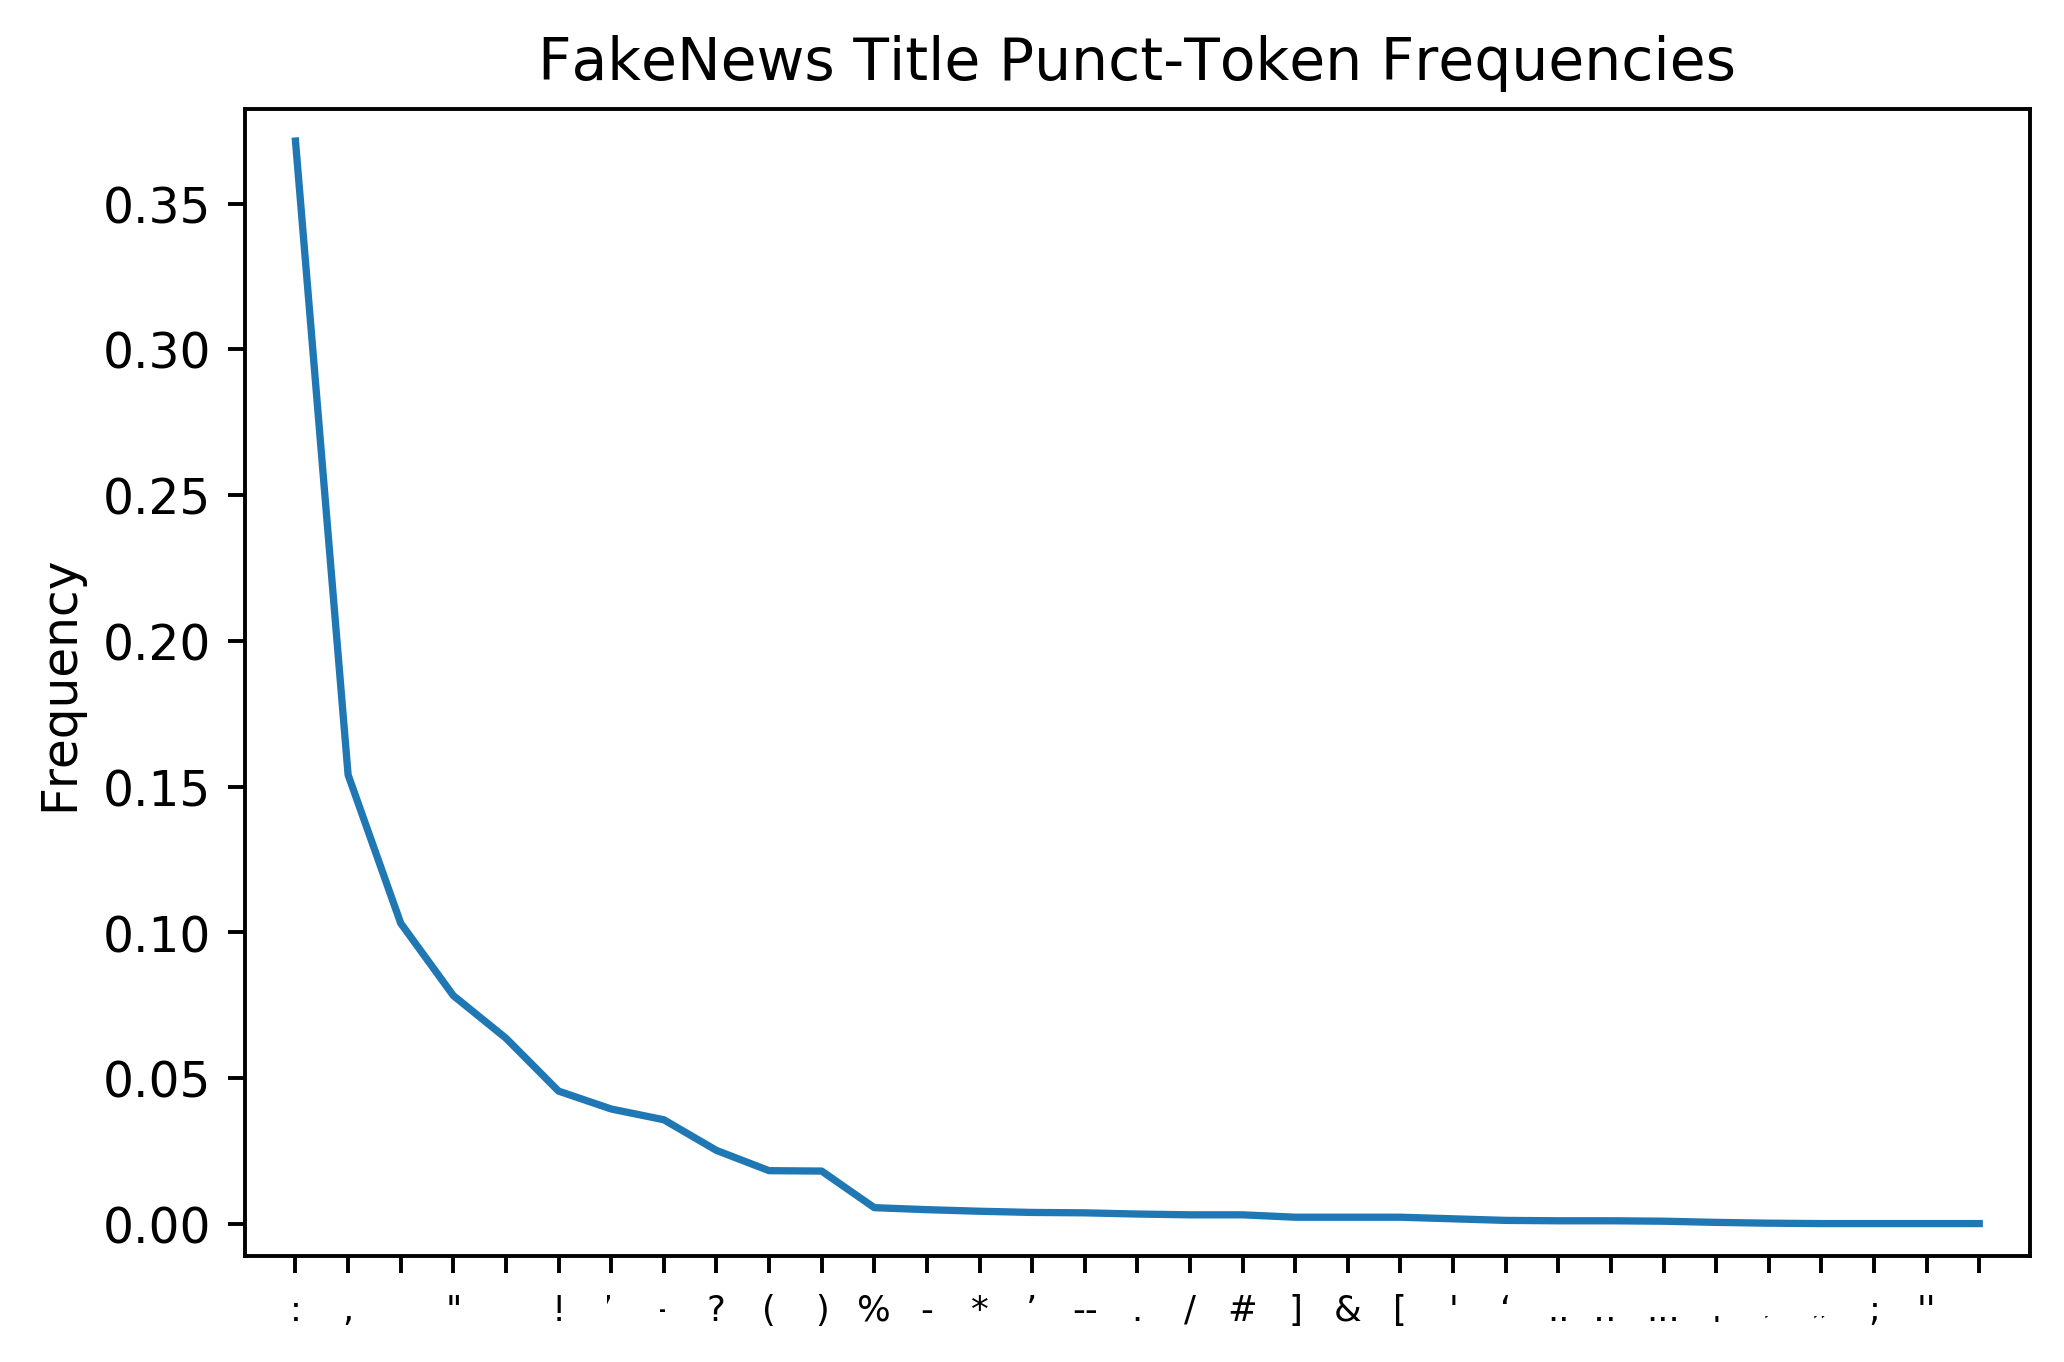 FakeNews Title Punct-Token Frequencies
0.35
0.30
0.25
0.20
0.15
0.10
0.05
0.00
Frequency
: , " ! ? ( ) % - * ’ -- . / # ] & [ ' ‘ .. .. ... ; "